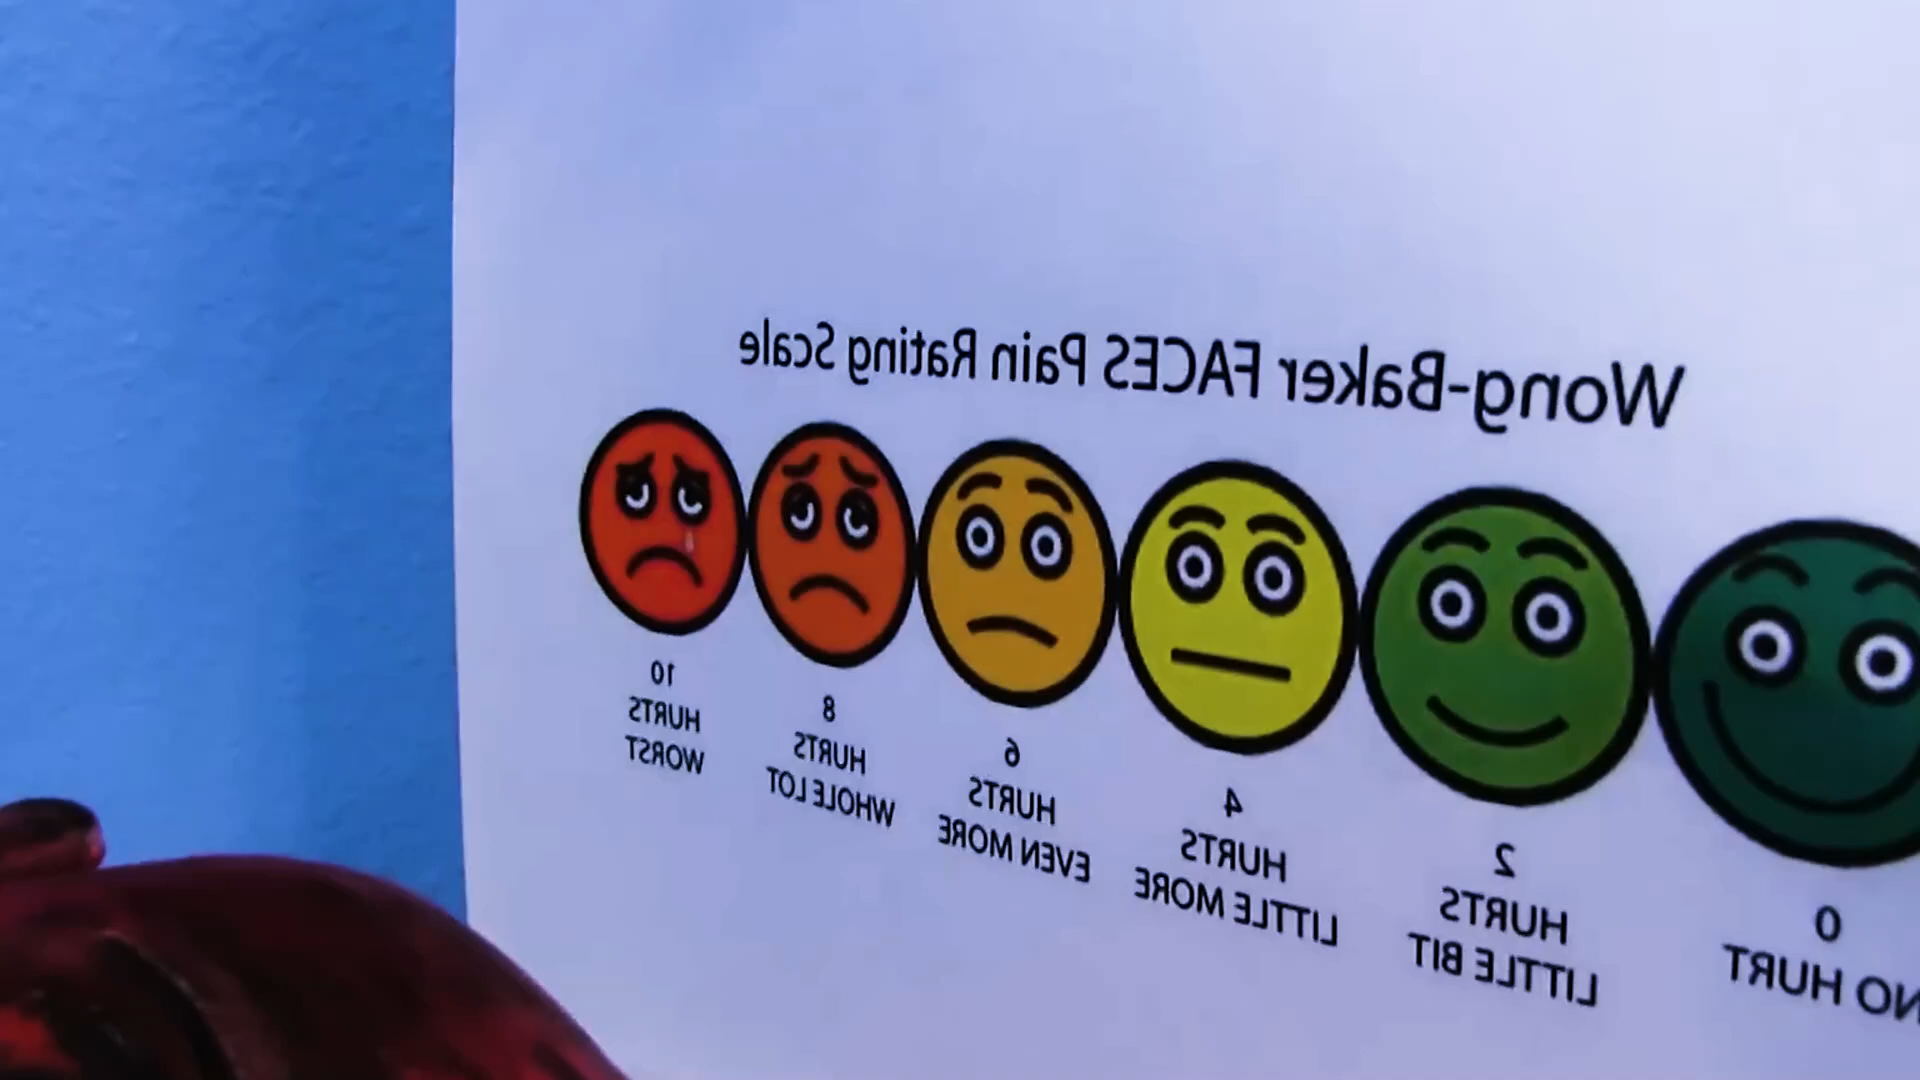 Wong-Baker FACES Pain Rating Scale
0
NO HURT
2
HURTS
LITTLE BIT
4
HURTS
LITTLE MORE
6
HURTS
EVEN MORE
8
HURTS
WHOLE LOT
10
HURTS
WORST